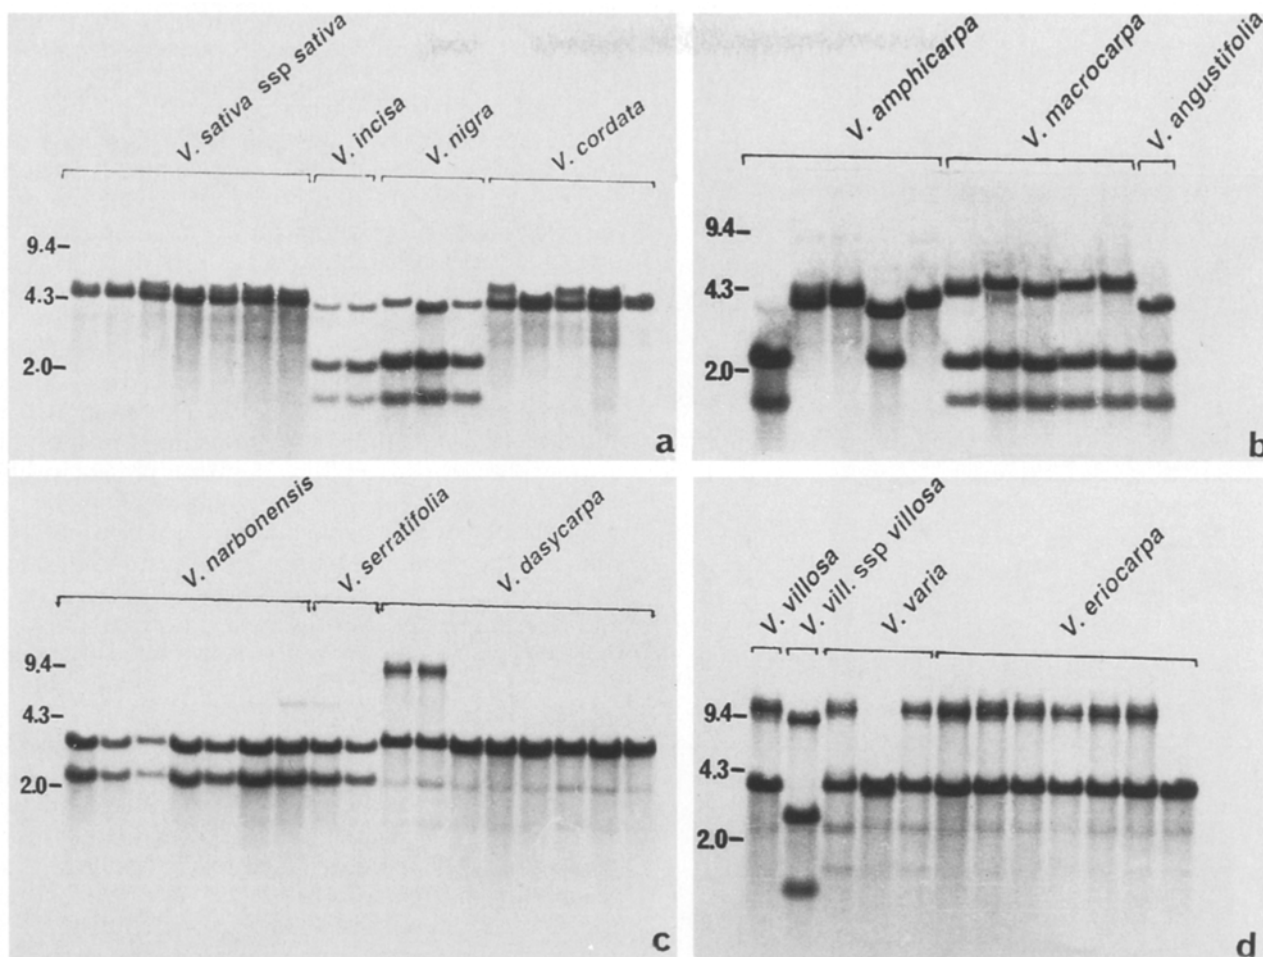 V. sativa ssp sativa
V. incisa
V. nigra
V. cordata
9.4–
4.3–
2.0–
a
V. amphicarpa
V. macrocarpa
V. angustifolia
9.4–
4.3–
2.0–
b
V. narbonensis
V. serratifolia
V. dasycarpa
9.4–
4.3–
2.0–
c
V. villosa
V. vill. ssp villosa
V. varia
V. eriocarpa
9.4–
4.3–
2.0–
d